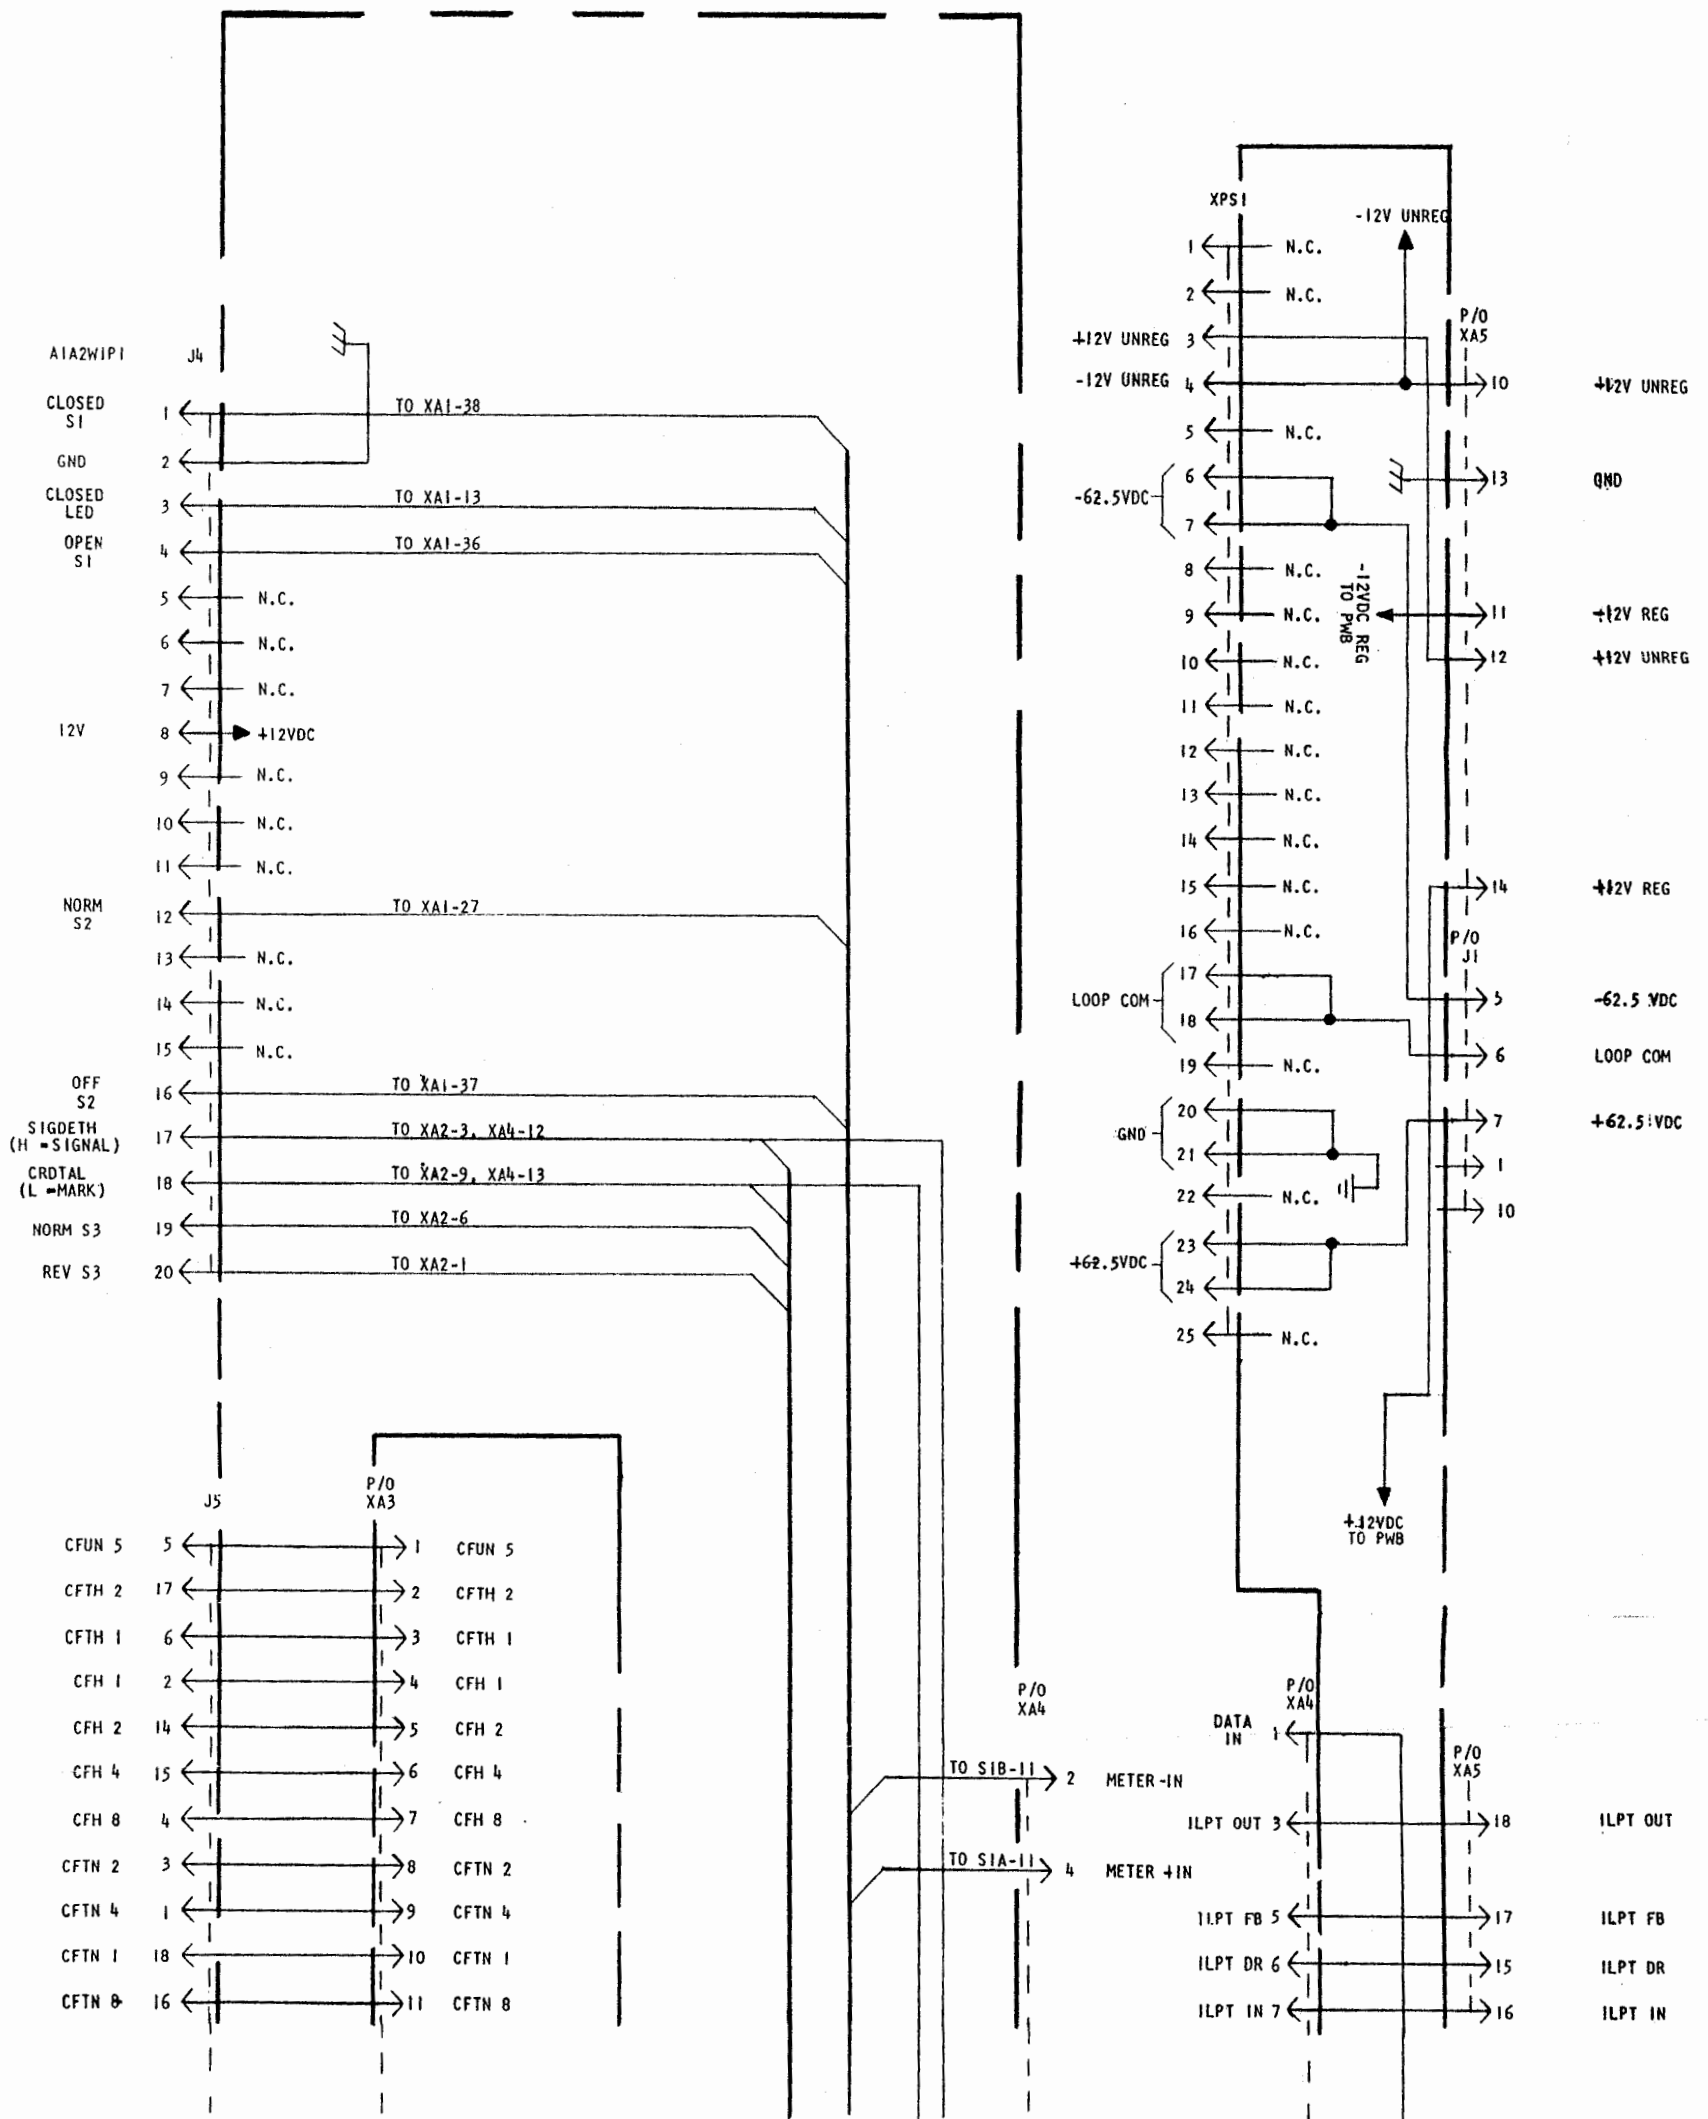 A1A2W1P1 J4
CLOSED
S1
1 TO XA1-38
GND 2
CLOSED
LED
3 TO XA1-13
OPEN
S1
4 TO XA1-36
5 N.C.
6 N.C.
7 N.C.
12V 8 +12VDC
9 N.C.
10 N.C.
11 N.C.
NORM
S2
12 TO XA1-27
13 N.C.
14 N.C.
15 N.C.
OFF
S2
16 TO XA1-37
SIGDETH
(H =SIGNAL)
17 TO XA2-3, XA4-12
CRDTAL
(L =MARK)
18 TO XA2-9, XA4-13
NORM S3 19 TO XA2-6
REV S3 20 TO XA2-1
J5
P/O
XA3
CFUN 5 5 1 CFUN 5
CFTH 2 17 2 CFTH 2
CFTH 1 6 3 CFTH 1
CFH 1 2 4 CFH 1
CFH 2 14 5 CFH 2
CFH 4 15 6 CFH 4
CFH 8 4 7 CFH 8
CFTN 2 3 8 CFTN 2
CFTN 4 1 9 CFTN 4
CFTN 1 18 10 CFTN 1
CFTN 8 16 11 CFTN 8
P/O
XA4
TO S1B-11 2 METER -IN
TO S1A-11 4 METER +IN
XPS1
-12V UNREG
1 N.C.
2 N.C.
+12V UNREG 3
-12V UNREG 4
5 N.C.
-62.5VDC
6
7
8 N.C.
9 N.C.
-12VDC REG
TO PWB
10 N.C.
11 N.C.
12 N.C.
13 N.C.
14 N.C.
15 N.C.
16 N.C.
LOOP COM
17
18
19 N.C.
GND
20
21
22 N.C.
+62.5VDC
23
24
25 N.C.
P/O
XA5
10 +12V UNREG
13 GND
11 +12V REG
12 +12V UNREG
14 +12V REG
P/O
J1
5 -62.5 VDC
6 LOOP COM
7 +62.5 VDC
1
10
+12VDC
TO PWB
P/O
XA4
DATA
IN
1
P/O
XA5
ILPT OUT 3 18 ILPT OUT
ILPT FB 5 17 ILPT FB
ILPT DR 6 15 ILPT DR
ILPT IN 7 16 ILPT IN